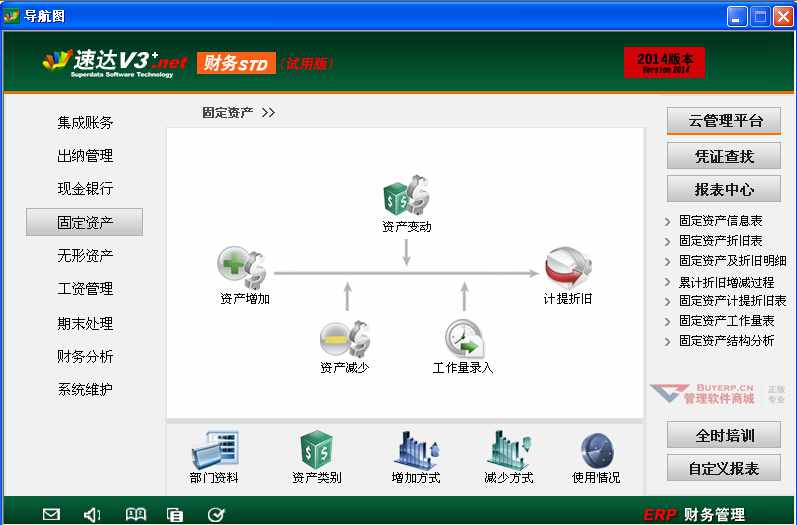 导航图
速达V3+.net
Superdata Software Technology
财务STD
(试用版)
2014版本
Version 2014
集成账务
出纳管理
现金银行
固定资产
无形资产
工资管理
期末处理
财务分析
系统维护
固定资产 >>
资产变动
资产增加
计提折旧
资产减少
工作量录入
部门资料
资产类别
增加方式
减少方式
使用情况
云管理平台
凭证查找
报表中心
固定资产信息表
固定资产折旧表
固定资产及折旧明细
累计折旧增减过程
固定资产计提折旧表
固定资产工作量表
固定资产结构分析
BUYERP.CN
管理软件商城
正版
专业
全时培训
自定义报表
ERP 财务管理